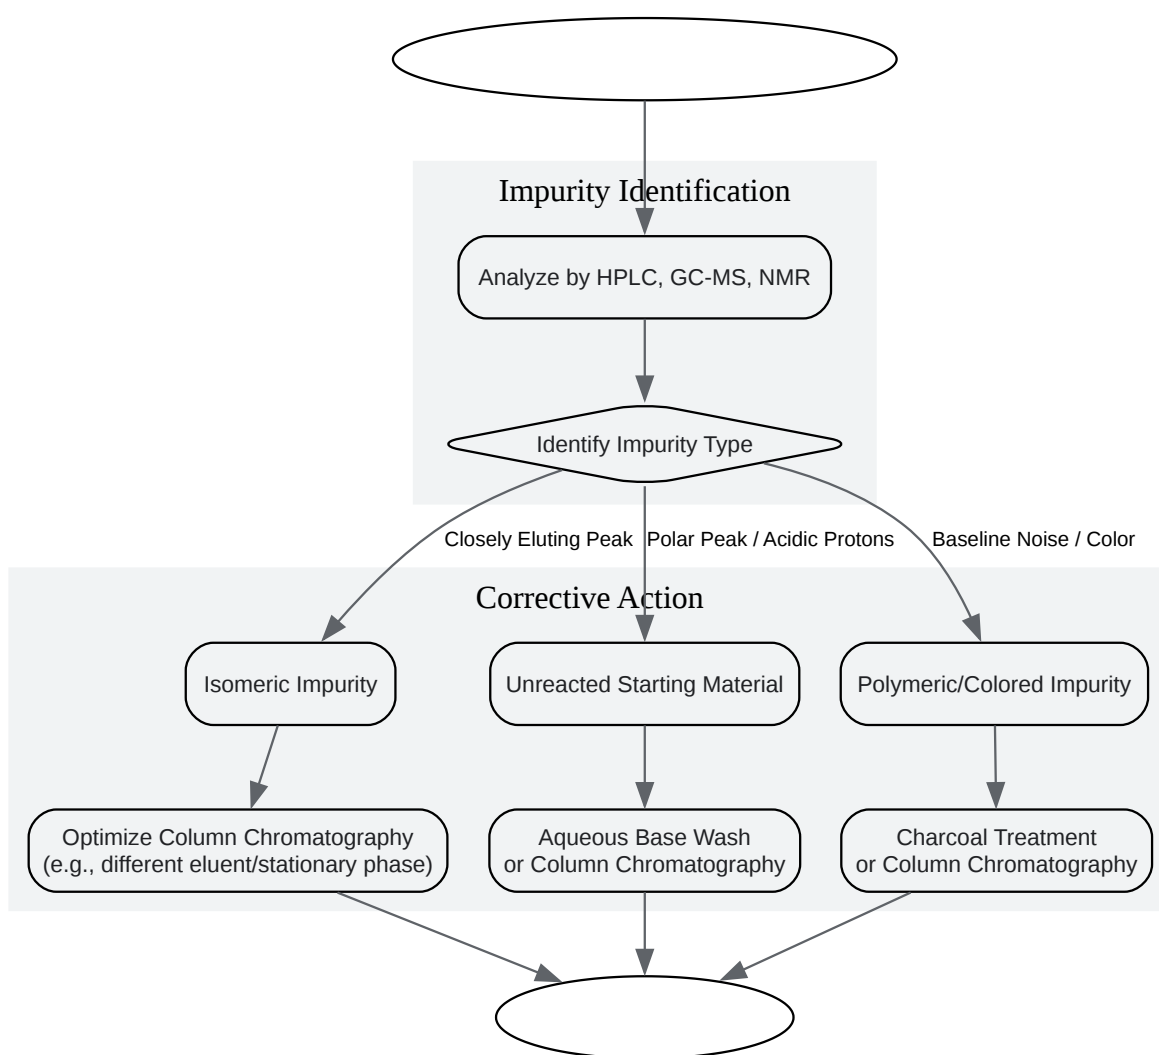 Impurity Identification
Analyze by HPLC, GC-MS, NMR
Identify Impurity Type
Closely Eluting Peak
Polar Peak / Acidic Protons
Baseline Noise / Color
Corrective Action
Isomeric Impurity
Unreacted Starting Material
Polymeric/Colored Impurity
Optimize Column Chromatography
(e.g., different eluent/stationary phase)
Aqueous Base Wash
or Column Chromatography
Charcoal Treatment
or Column Chromatography